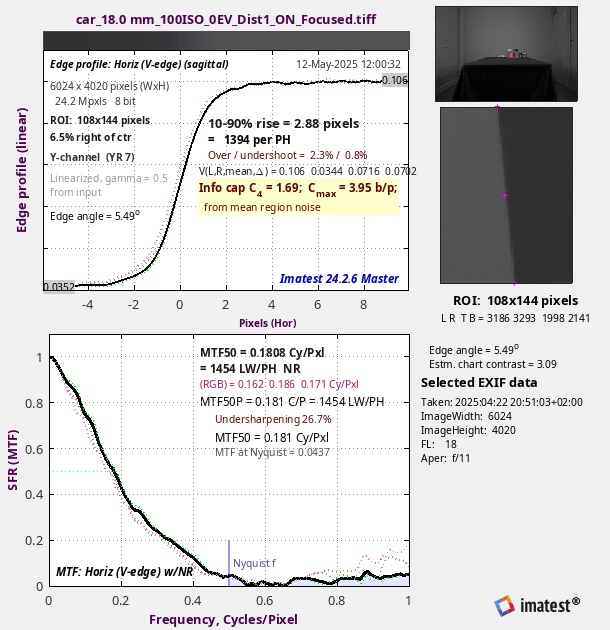 car_18.0 mm_100ISO_0EV_Dist1_ON_Focused.tiff
Edge profile: Horiz (V-edge) (sagittal)
12-May-2025 12:00:32
0.106
6024 x 4020 pixels (WxH)
24.2 Mpxls   8 bit
ROI:  108x144 pixels
6.5% right of ctr
Y-channel  (YR 7)
Linearized, gamma = 0.5
from input
Edge angle = 5.49⁰
10-90% rise = 2.88 pixels
=   1394 per PH
Over / undershoot =  2.3% /  0.8%
V(L,R,mean,Δ) = 0.106  0.0344  0.0716  0.0702
Info cap C4 = 1.69;  Cmax = 3.95 b/p;
from mean region noise
Imatest 24.2.6 Master
0.0352
Edge profile (linear)
-4 -2 0 2 4 6 8
Pixels (Hor)
ROI:  108x144 pixels
L R  T B = 3186 3293  1998 2141
Edge angle = 5.49⁰
Estm. chart contrast = 3.09
Selected EXIF data
Taken: 2025:04:22 20:51:03+02:00
ImageWidth:  6024
ImageHeight:  4020
FL:   18
Aper:  f/11
MTF50 = 0.1808 Cy/Pxl
= 1454 LW/PH  NR
(RGB) = 0.162  0.186  0.171 Cy/Pxl
MTF50P = 0.181 C/P = 1454 LW/PH
Undersharpening 26.7%
MTF50 = 0.181 Cy/Pxl
MTF at Nyquist = 0.0437
Nyquist f
MTF: Horiz (V-edge) w/NR
SFR (MTF)
1
0.8
0.6
0.4
0.2
0
0 0.2 0.4 0.6 0.8 1
Frequency, Cycles/Pixel
imatest®